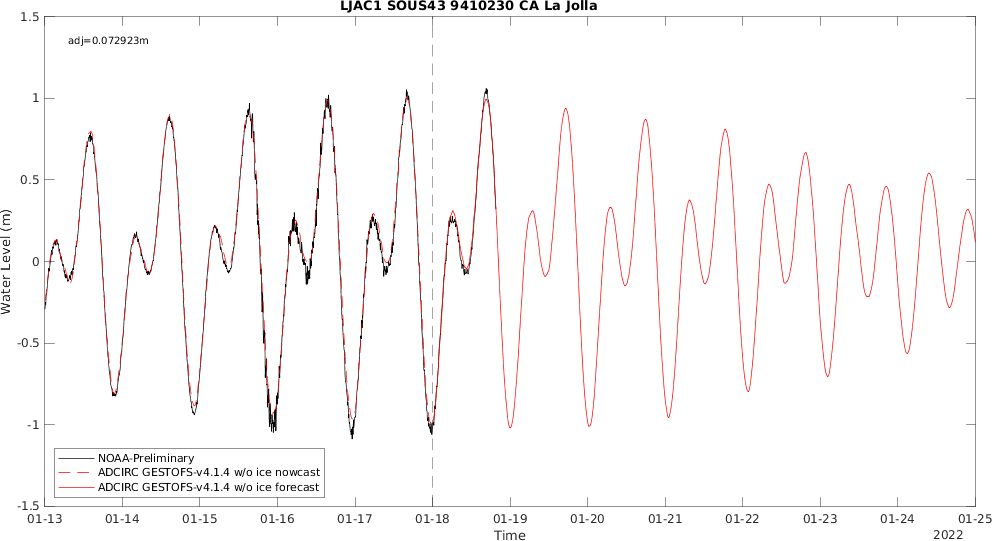 LJAC1 SOUS43 9410230 CA La Jolla
adj=0.072923m
1.5
1
0.5
0
-0.5
-1
-1.5
Water Level (m)
NOAA-Preliminary
ADCIRC GESTOFS-v4.1.4 w/o ice nowcast
ADCIRC GESTOFS-v4.1.4 w/o ice forecast
01-13 01-14 01-15 01-16 01-17 01-18 01-19 01-20 01-21 01-22 01-23 01-24 01-25
Time
2022